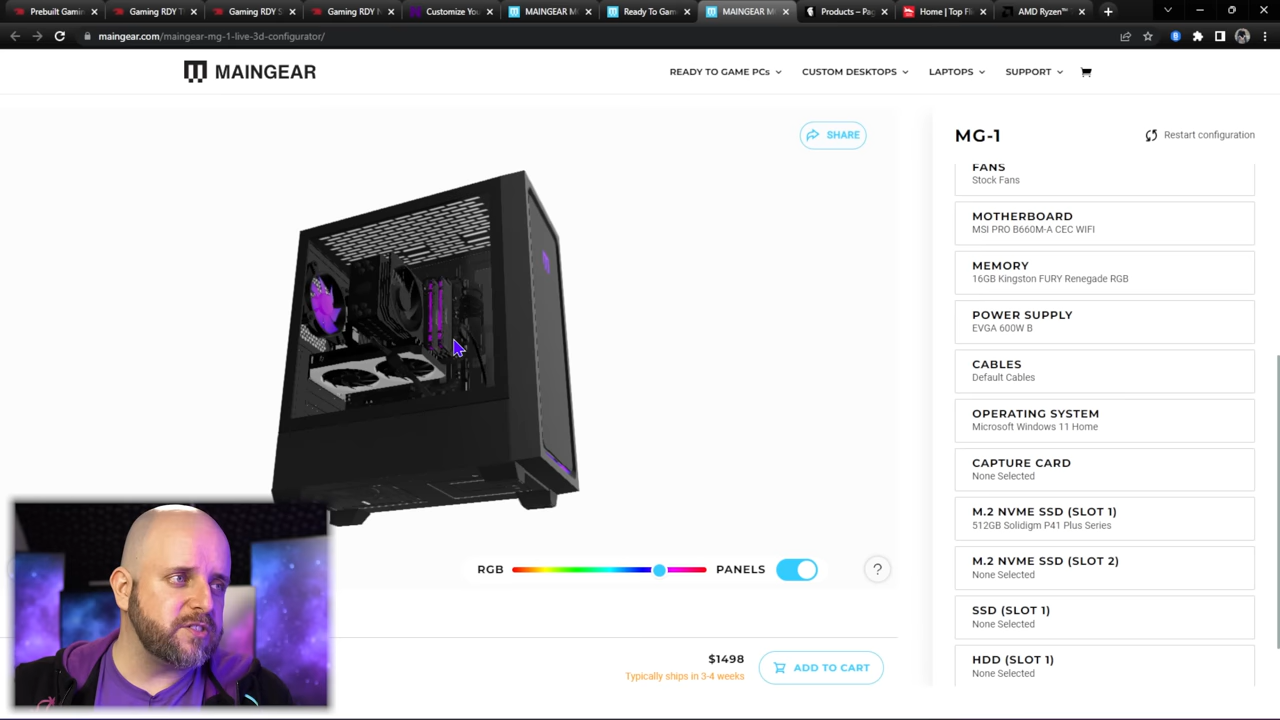 Prebuilt Gamin
Gaming RDY T
Gaming RDY S
Gaming RDY N
Customize You
MAINGEAR M
Ready To Gam
MAINGEAR M
Products – Pag
Home | Top Fl
AMD Ryzen™
maingear.com/maingear-mg-1-live-3d-configurator/
MAINGEAR
READY TO GAME PCs
CUSTOM DESKTOPS
LAPTOPS
SUPPORT
SHARE
MG-1
Restart configuration
FANS
Stock Fans
MOTHERBOARD
MSI PRO B660M-A CEC WIFI
MEMORY
16GB Kingston FURY Renegade RGB
POWER SUPPLY
EVGA 600W B
CABLES
Default Cables
OPERATING SYSTEM
Microsoft Windows 11 Home
CAPTURE CARD
None Selected
M.2 NVME SSD (SLOT 1)
512GB Solidigm P41 Plus Series
M.2 NVME SSD (SLOT 2)
None Selected
SSD (SLOT 1)
None Selected
HDD (SLOT 1)
None Selected
RGB
PANELS
?
$1498
Typically ships in 3-4 weeks
ADD TO CART